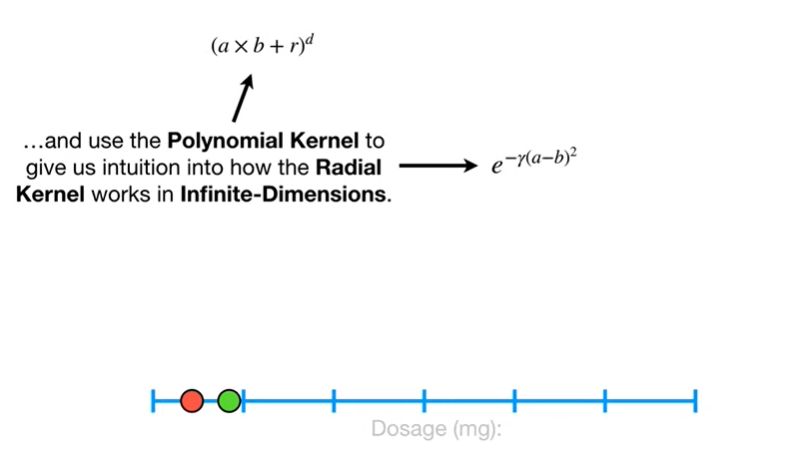 (a × b + r)^d
…and use the Polynomial Kernel to
give us intuition into how the Radial
Kernel works in Infinite-Dimensions.
e^−γ(a−b)²
Dosage (mg):